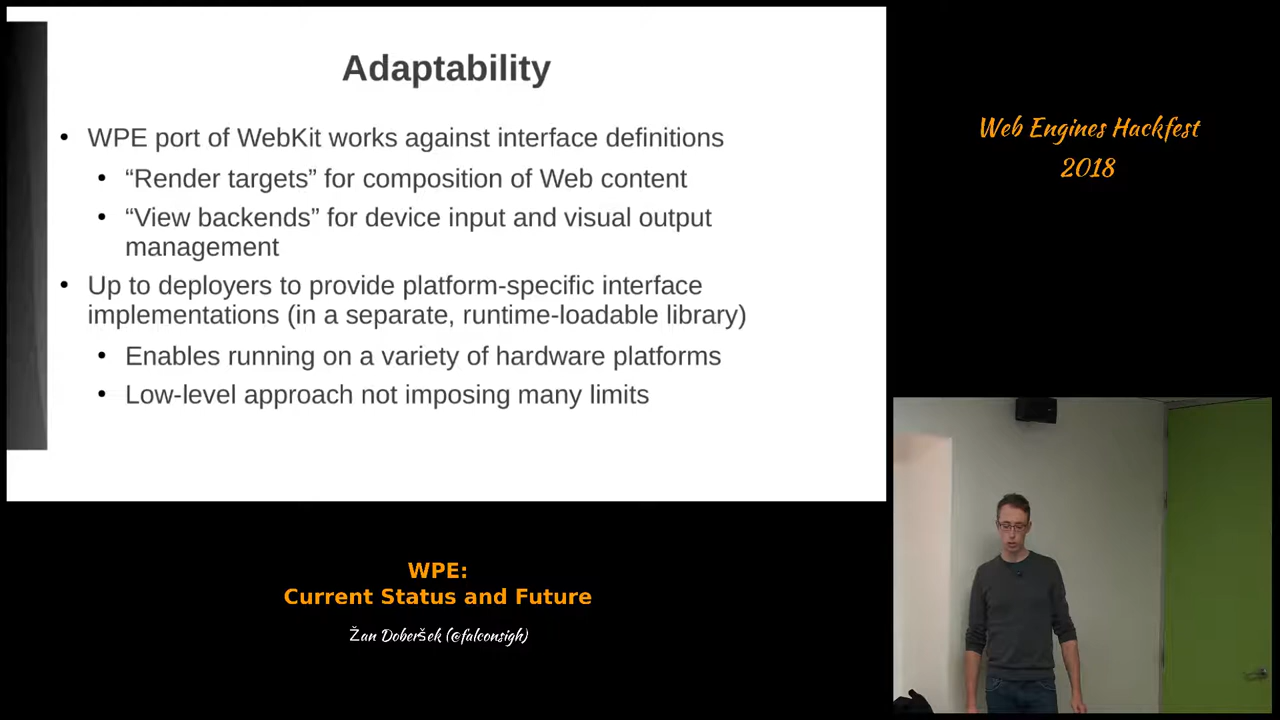 Adaptability
• WPE port of WebKit works against interface definitions
• “Render targets” for composition of Web content
• “View backends” for device input and visual output
management
• Up to deployers to provide platform-specific interface
implementations (in a separate, runtime-loadable library)
• Enables running on a variety of hardware platforms
• Low-level approach not imposing many limits
Web Engines Hackfest
2018
WPE:
Current Status and Future
Žan Doberšek (@falconsigh)